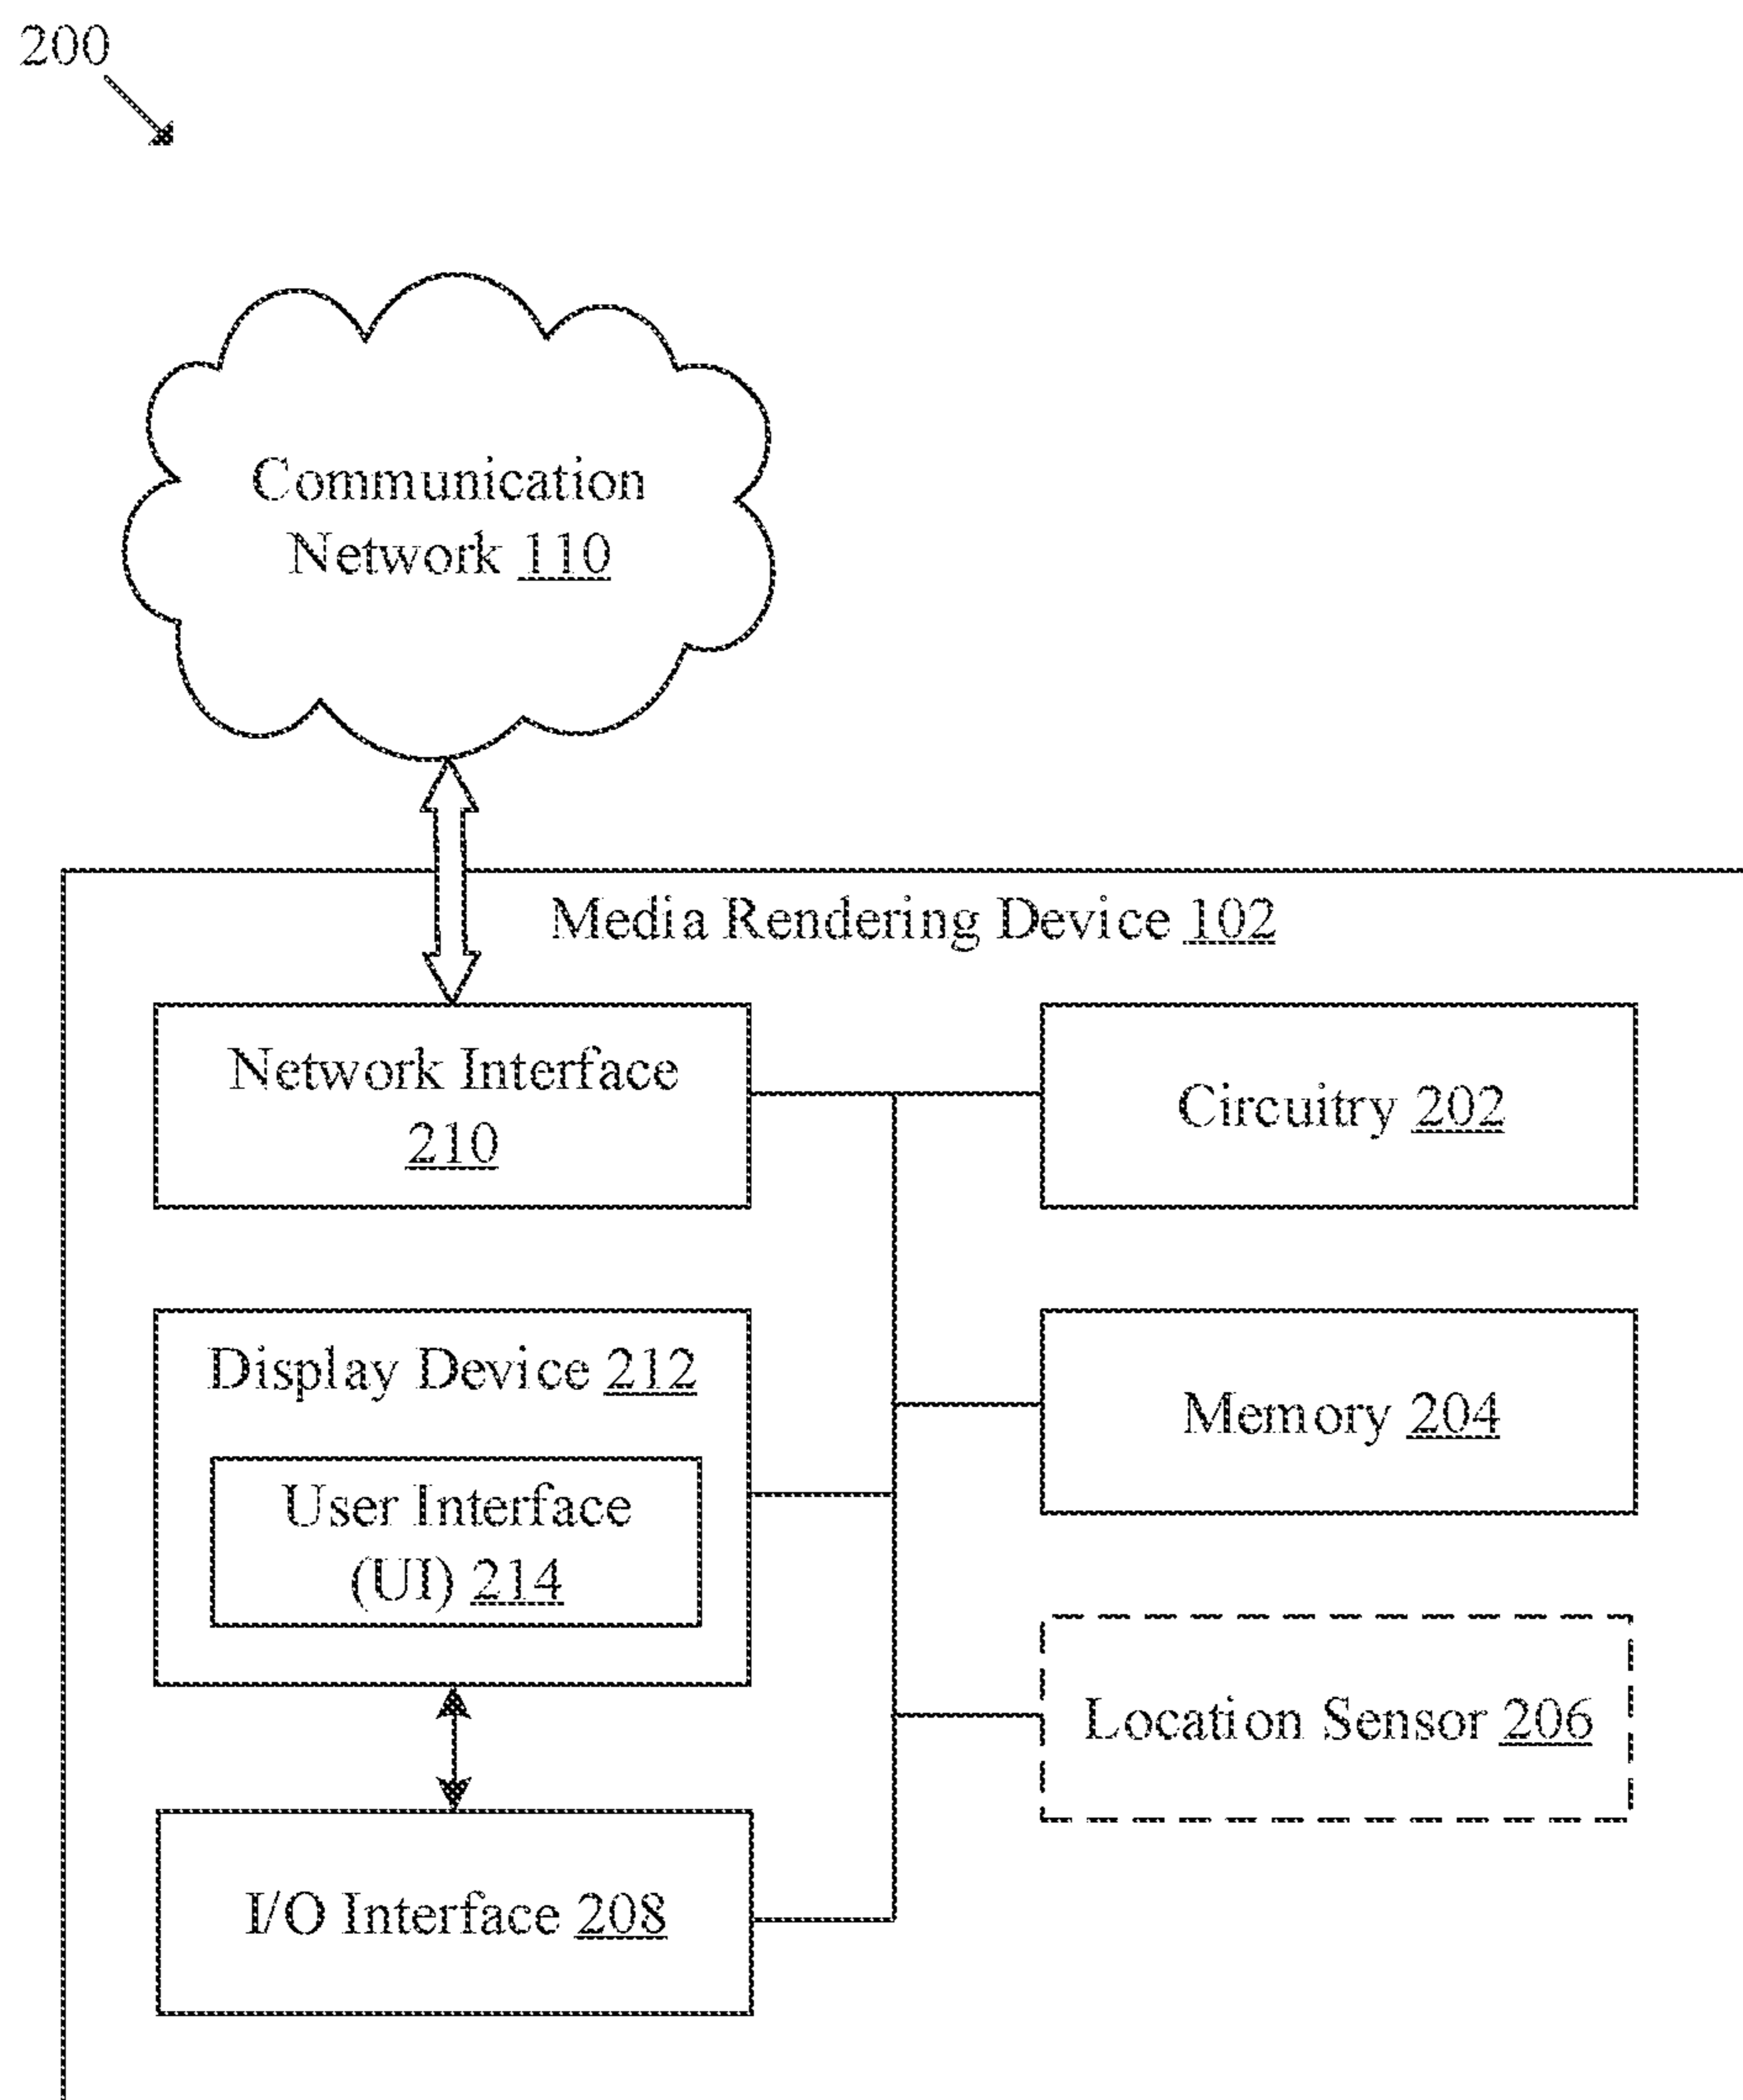 200
Communication
Network 110
Media Rendering Device 102
Network Interface
210
Circuitry 202
Display Device 212
User Interface
(UI) 214
Memory 204
Location Sensor 206
I/O Interface 208